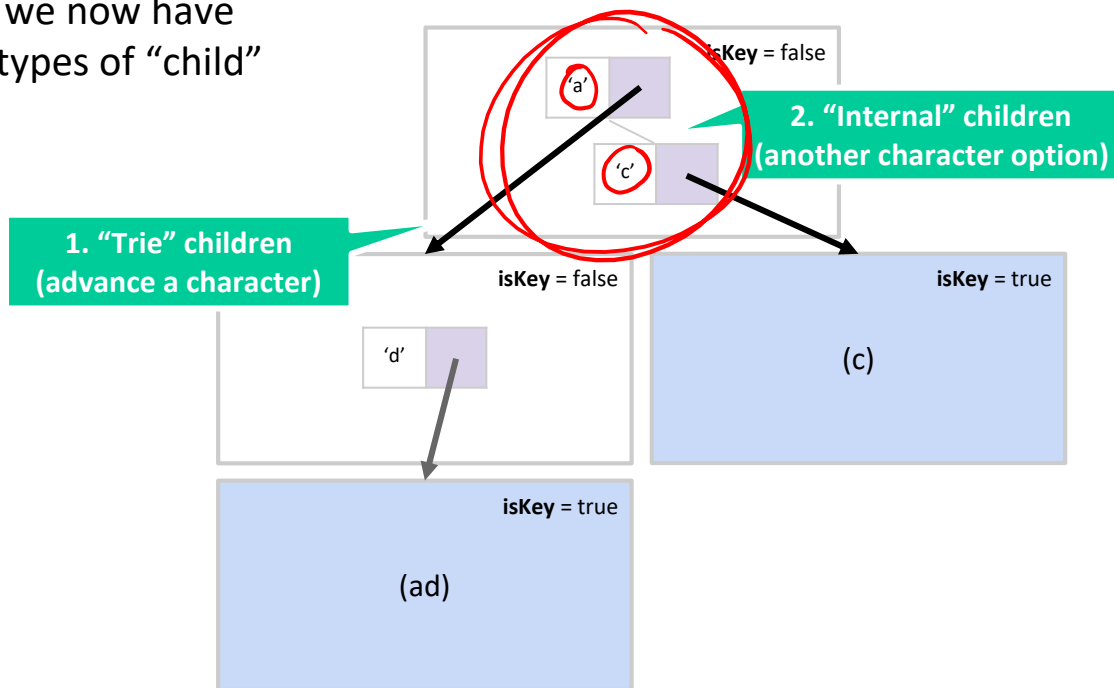 we now have
types of “child”
isKey = false
‘a’
2. “Internal” children
(another character option)
‘c’
1. “Trie” children
(advance a character)
isKey = false
isKey = true
‘d’
(c)
isKey = true
(ad)